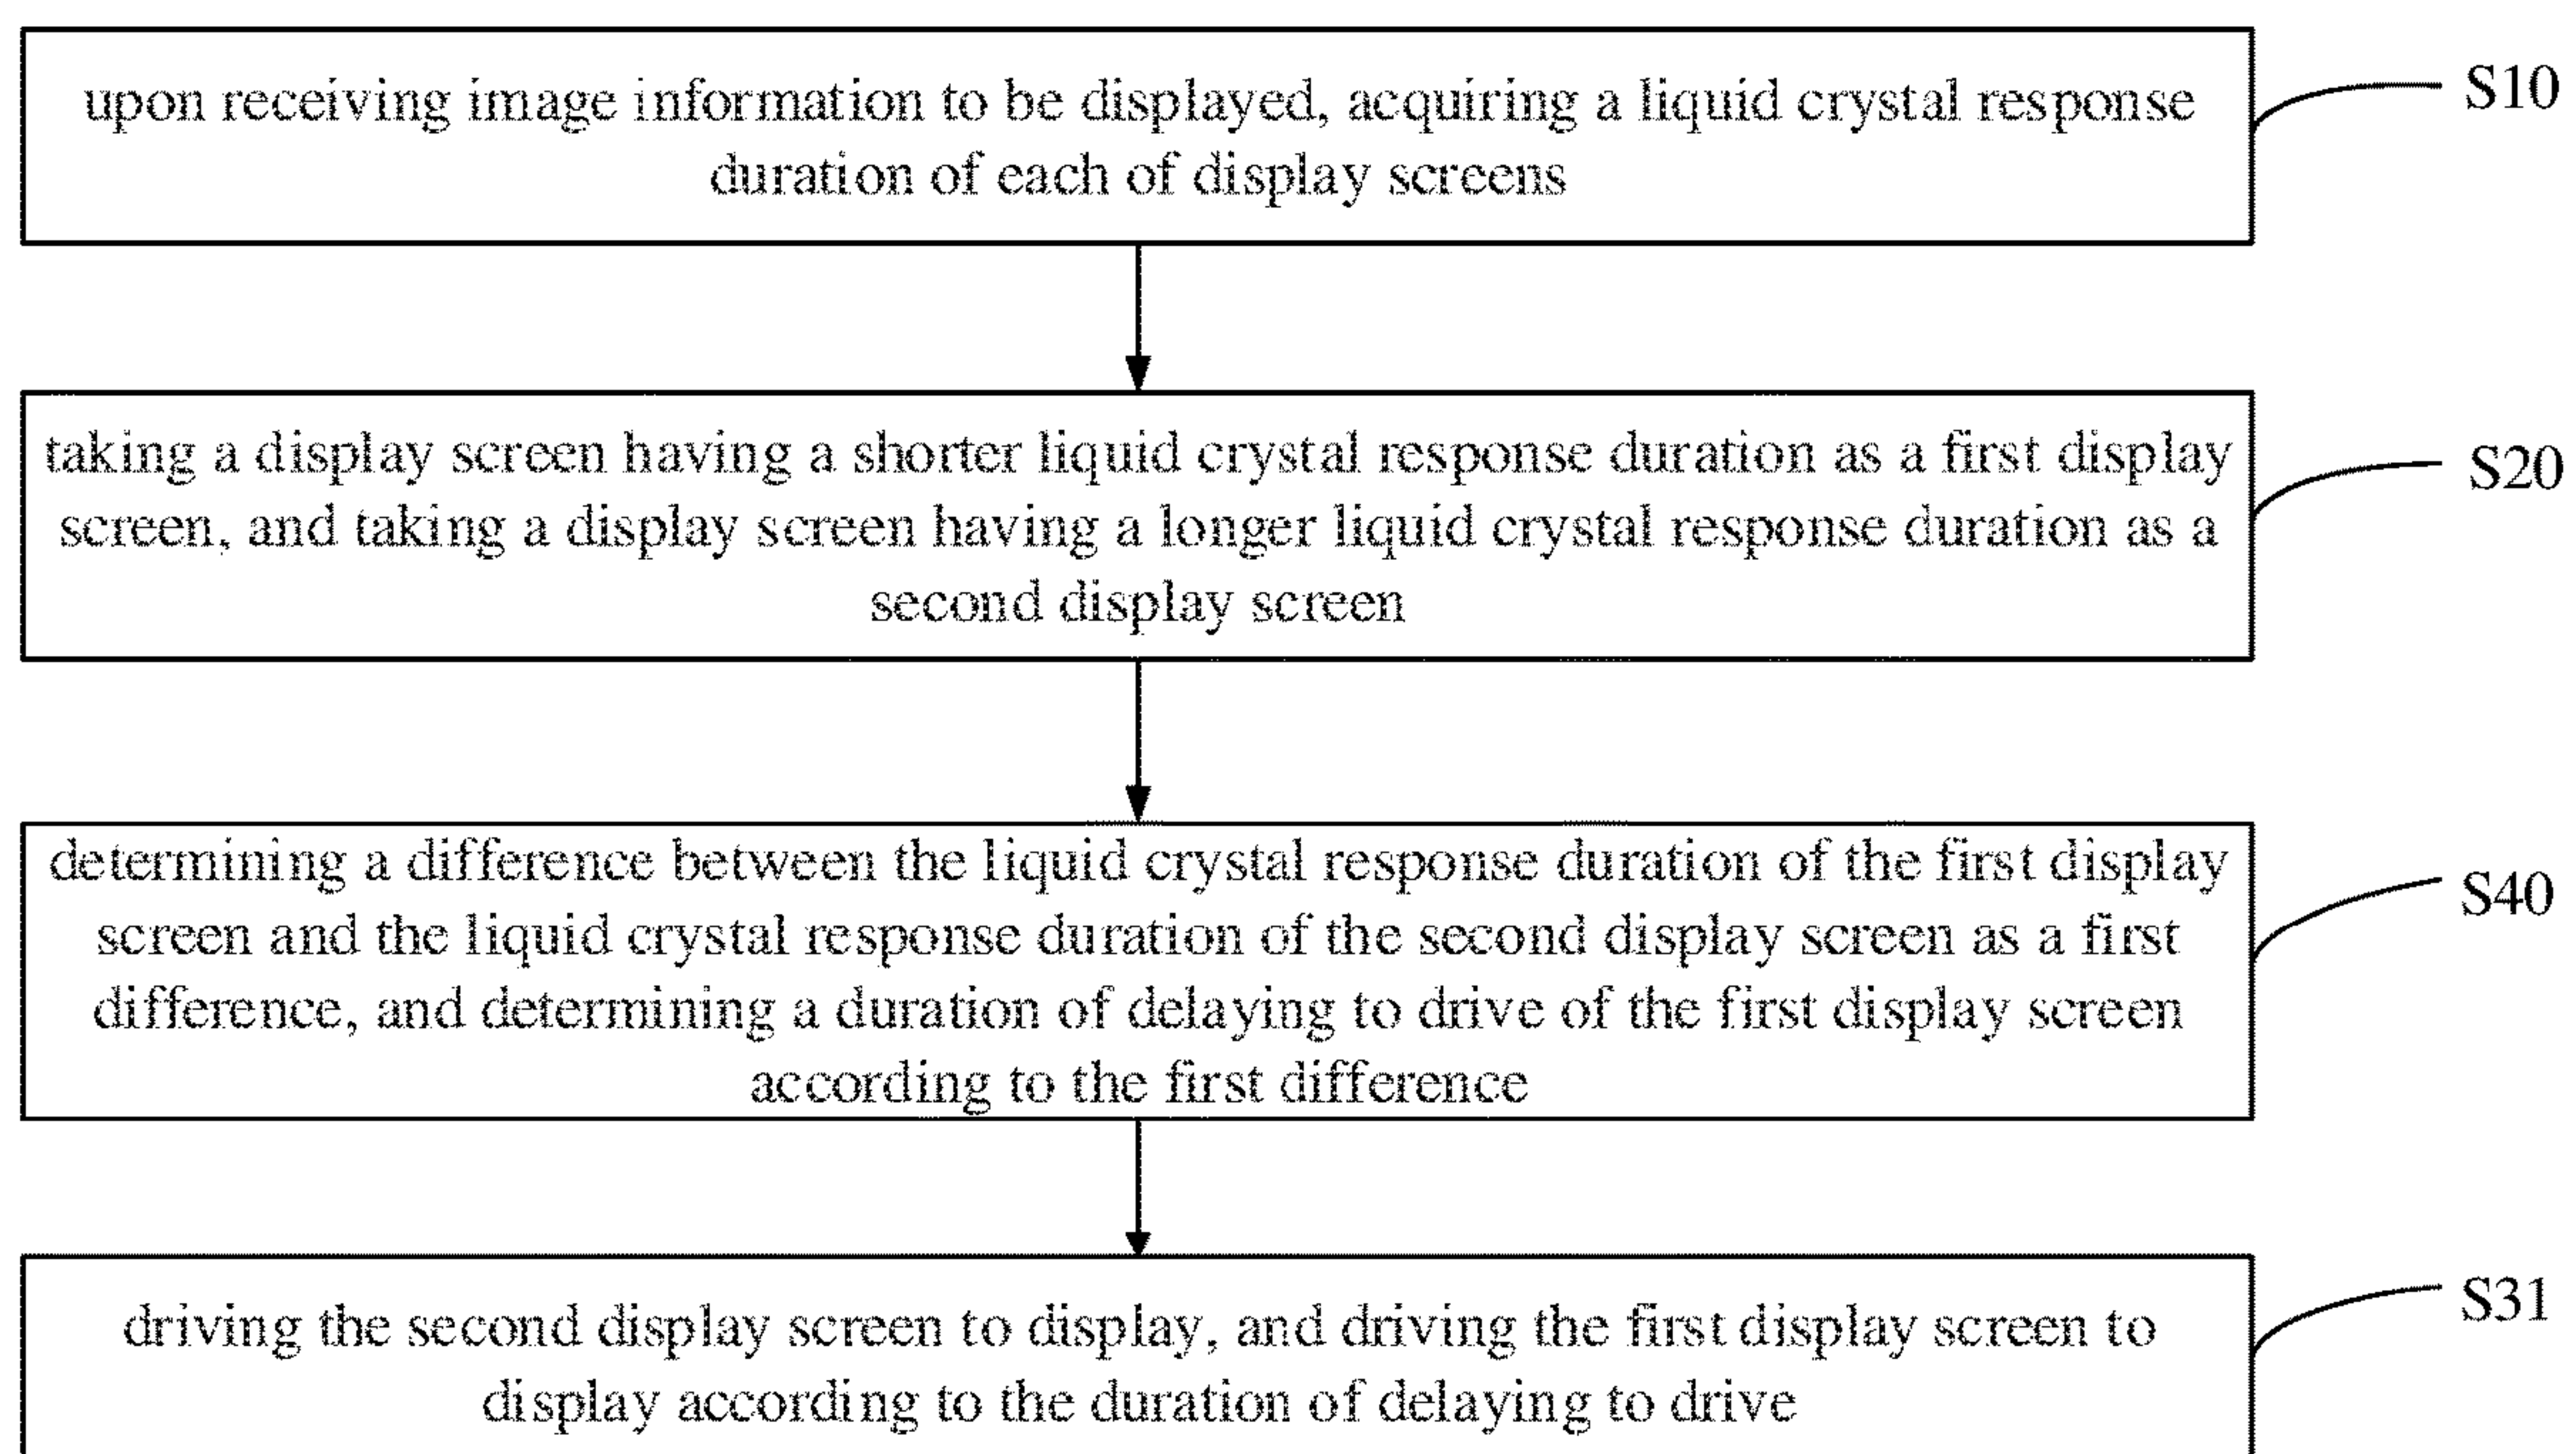 upon receiving image information to be displayed, acquiring a liquid crystal response
duration of each of display screens
S10
taking a display screen having a shorter liquid crystal response duration as a first display
screen, and taking a display screen having a longer liquid crystal response duration as a
second display screen
S20
determining a difference between the liquid crystal response duration of the first display
screen and the liquid crystal response duration of the second display screen as a first
difference, and determining a duration of delaying to drive of the first display screen
according to the first difference
S40
driving the second display screen to display, and driving the first display screen to
display according to the duration of delaying to drive
S31